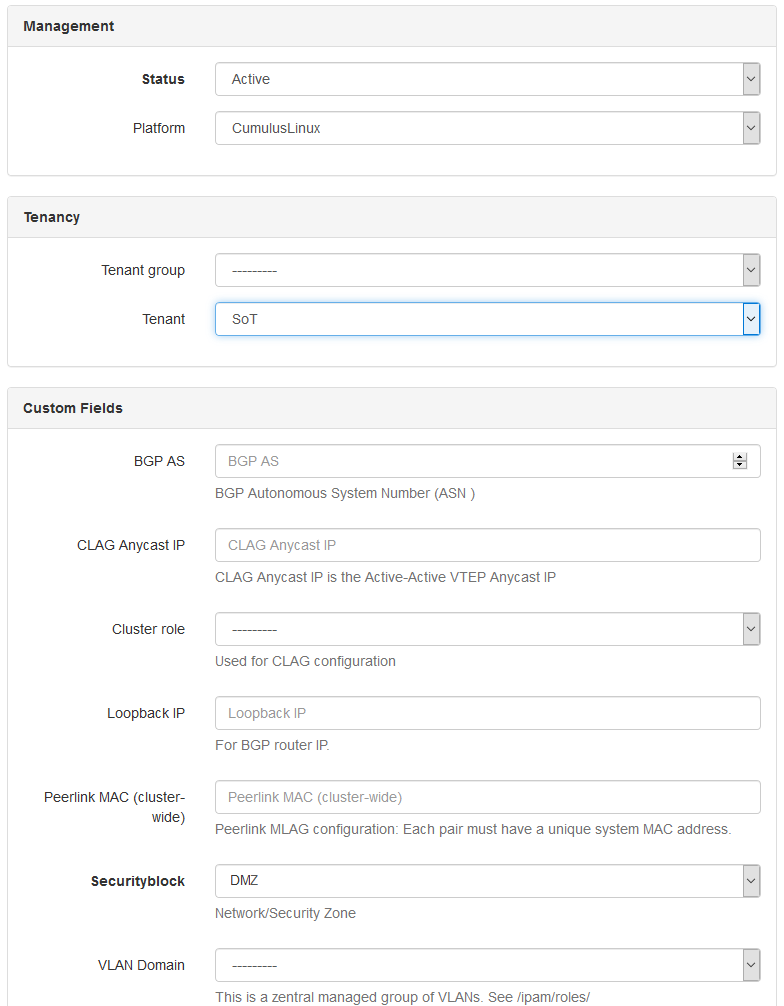 Management
Status Active
Platform CumulusLinux
Tenancy
Tenant group ---------
Tenant SoT
Custom Fields
BGP AS BGP AS
BGP Autonomous System Number (ASN )
CLAG Anycast IP CLAG Anycast IP
CLAG Anycast IP is the Active-Active VTEP Anycast IP
Cluster role ---------
Used for CLAG configuration
Loopback IP Loopback IP
For BGP router IP.
Peerlink MAC (cluster- Peerlink MAC (cluster-wide)
wide)
Peerlink MLAG configuration: Each pair must have a unique system MAC address.
Securityblock DMZ
Network/Security Zone
VLAN Domain ---------
This is a zentral managed group of VLANs. See /ipam/roles/